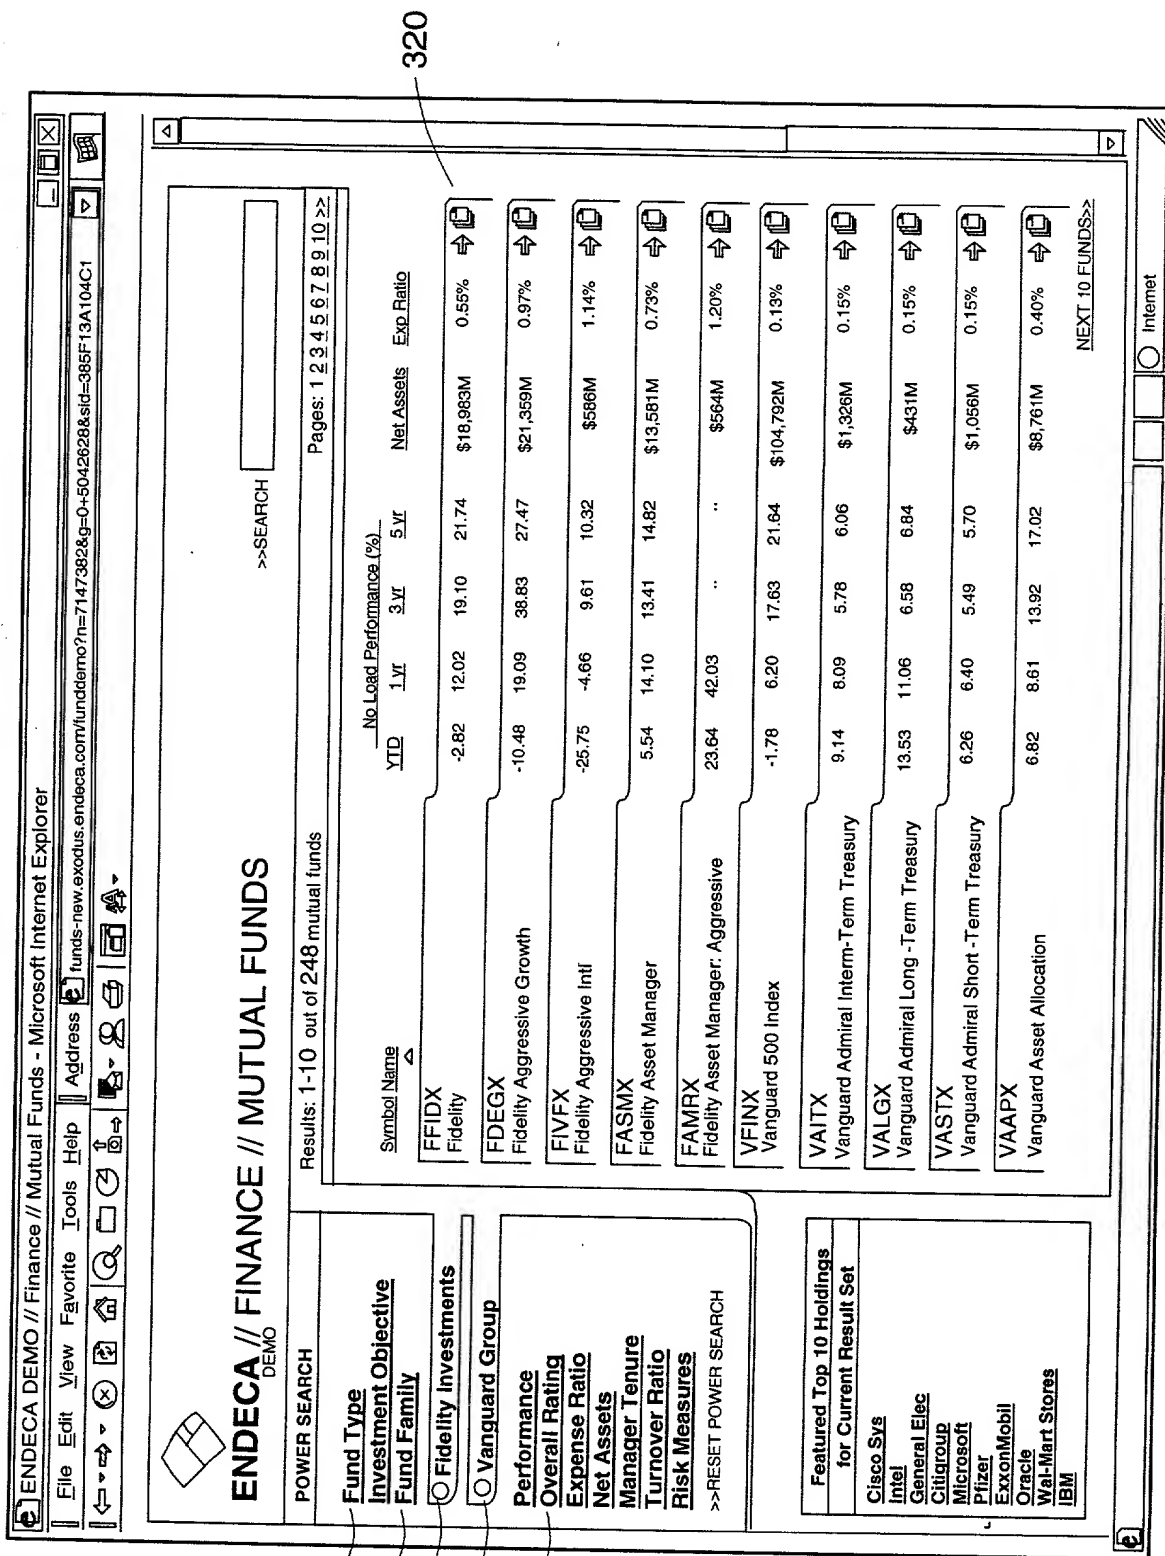 ENDECA DEMO // Finance // Mutual Funds - Microsoft Internet Explorer
File Edit View Favorite Tools Help Address funds-new.exodus.endeca.com/funddemo?n=7147382&g=0+5042628&sid=385F13A104C1
ENDECA // FINANCE // MUTUAL FUNDS
DEMO
>>SEARCH
POWER SEARCH
Fund Type
Investment Objective
Fund Family
Fidelity Investments
Vanguard Group
Performance
Overall Rating
Expense Ratio
Net Assets
Manager Tenure
Turnover Ratio
Risk Measures
>>RESET POWER SEARCH
Featured Top 10 Holdings
for Current Result Set
Cisco Sys
Intel
General Elec
Citigroup
Microsoft
Pfizer
ExxonMobil
Oracle
Wal-Mart Stores
IBM
Results: 1-10 out of 248 mutual funds Pages: 1 2 3 4 5 6 7 8 9 10 >>
No Load Performance (%)
Symbol Name YTD 1 yr 3 yr 5 yr Net Assets Exp Ratio
FFIDX
Fidelity -2.82 12.02 19.10 21.74 $18,983M 0.55%
FDEGX
Fidelity Aggressive Growth -10.48 19.09 38.83 27.47 $21,359M 0.97%
FIVFX
Fidelity Aggressive Intl -25.75 -4.66 9.61 10.32 $586M 1.14%
FASMX
Fidelity Asset Manager 5.54 14.10 13.41 14.82 $13,581M 0.73%
FAMRX
Fidelity Asset Manager: Aggressive 23.64 42.03 .. .. $564M 1.20%
VFINX
Vanguard 500 Index -1.78 6.20 17.63 21.64 $104,792M 0.13%
VAITX
Vanguard Admiral Interm-Term Treasury 9.14 8.09 5.78 6.06 $1,326M 0.15%
VALGX
Vanguard Admiral Long -Term Treasury 13.53 11.06 6.58 6.84 $431M 0.15%
VASTX
Vanguard Admiral Short -Term Treasury 6.26 6.40 5.49 5.70 $1,056M 0.15%
VAAPX
Vanguard Asset Allocation 6.82 8.61 13.92 17.02 $8,761M 0.40%
NEXT 10 FUNDS>>
Internet
320